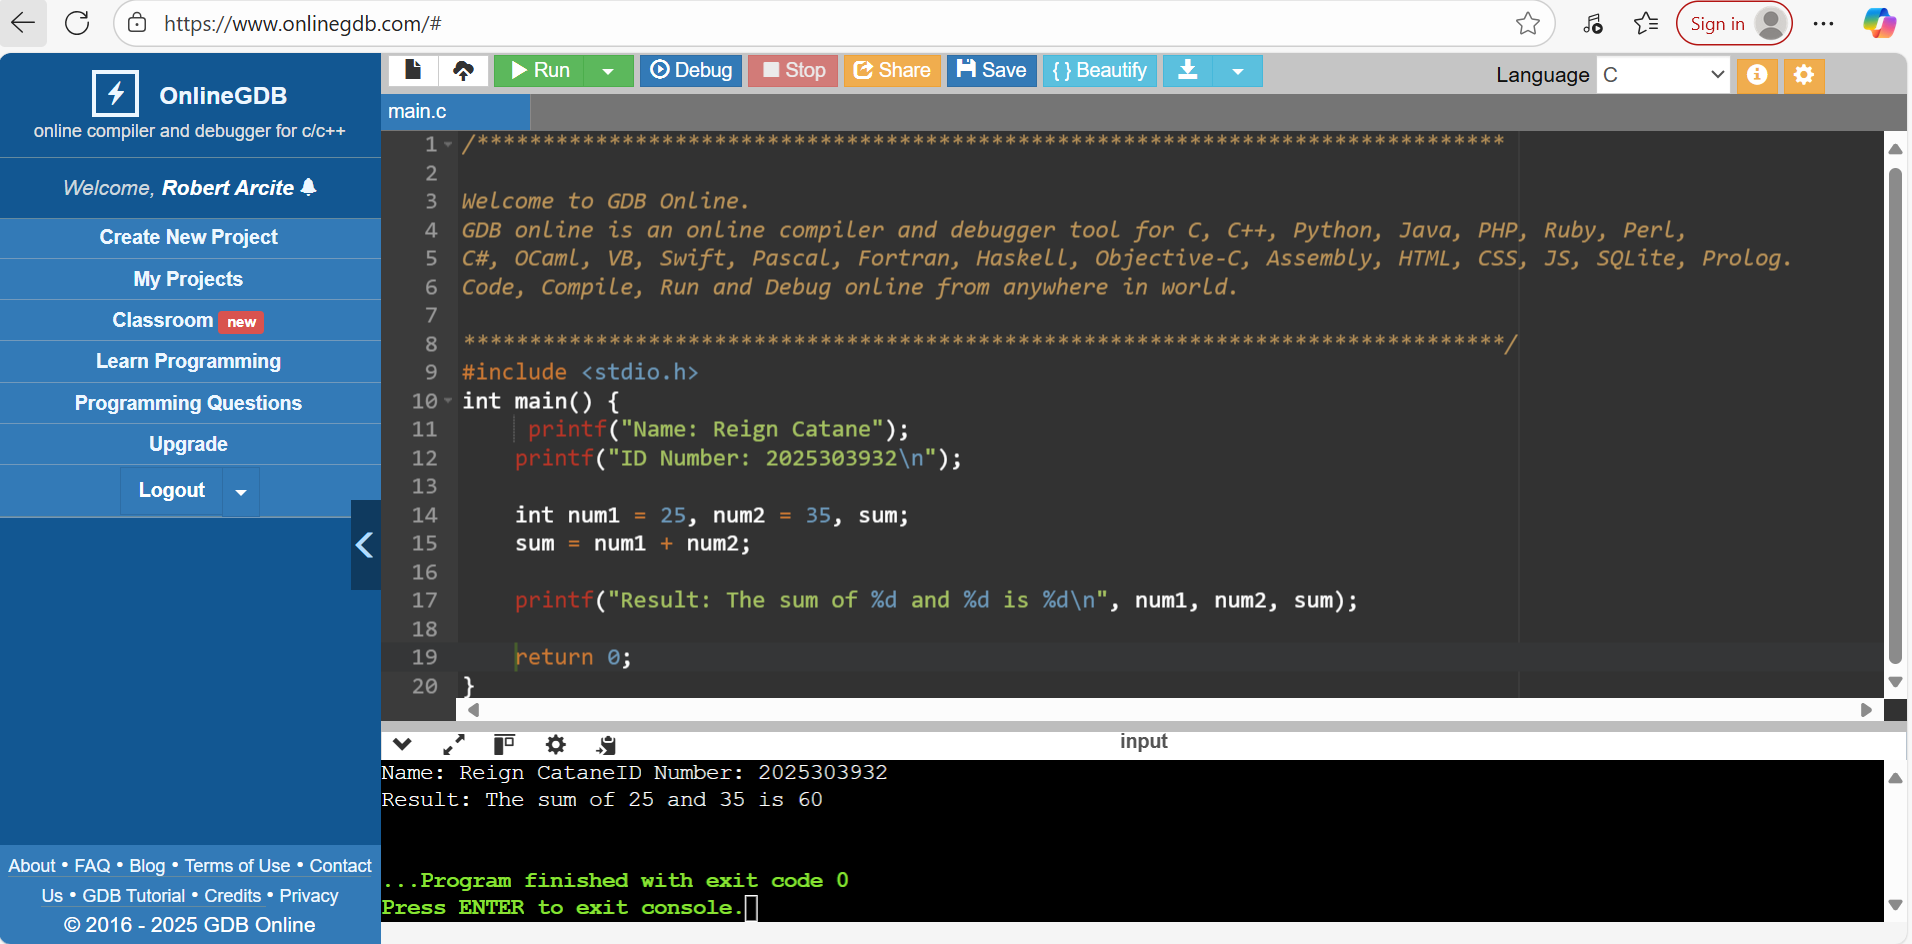 https://www.onlinegdb.com/#
Sign in
OnlineGDB
online compiler and debugger for c/c++
Welcome, Robert Arcite
Create New Project
My Projects
Classroom new
Learn Programming
Programming Questions
Upgrade
Logout
About • FAQ • Blog • Terms of Use • Contact
Us • GDB Tutorial • Credits • Privacy
© 2016 - 2025 GDB Online
Run Debug Stop Share Save { } Beautify Language C
main.c
1 /******************************************************************************
2
3 Welcome to GDB Online.
4 GDB online is an online compiler and debugger tool for C, C++, Python, Java, PHP, Ruby, Perl,
5 C#, OCaml, VB, Swift, Pascal, Fortran, Haskell, Objective-C, Assembly, HTML, CSS, JS, SQLite, Prolog.
6 Code, Compile, Run and Debug online from anywhere in world.
7
8 *******************************************************************************/
9 #include <stdio.h>
10 int main() {
11 printf("Name: Reign Catane");
12 printf("ID Number: 2025303932\n");
13
14 int num1 = 25, num2 = 35, sum;
15 sum = num1 + num2;
16
17 printf("Result: The sum of %d and %d is %d\n", num1, num2, sum);
18
19 return 0;
20 }
input
Name: Reign CataneID Number: 2025303932
Result: The sum of 25 and 35 is 60
...Program finished with exit code 0
Press ENTER to exit console.